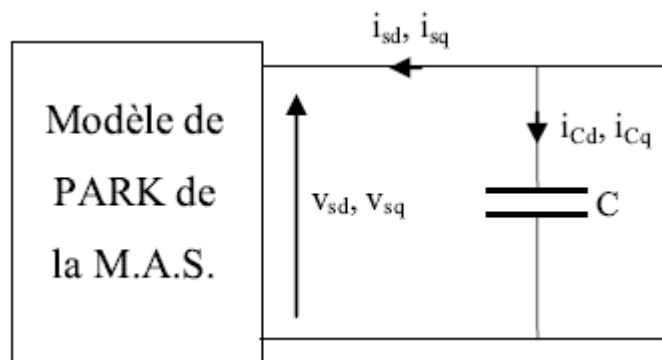 i_sd, i_sq
Modèle de
PARK de
la M.A.S.
v_sd, v_sq
i_Cd, i_Cq
C